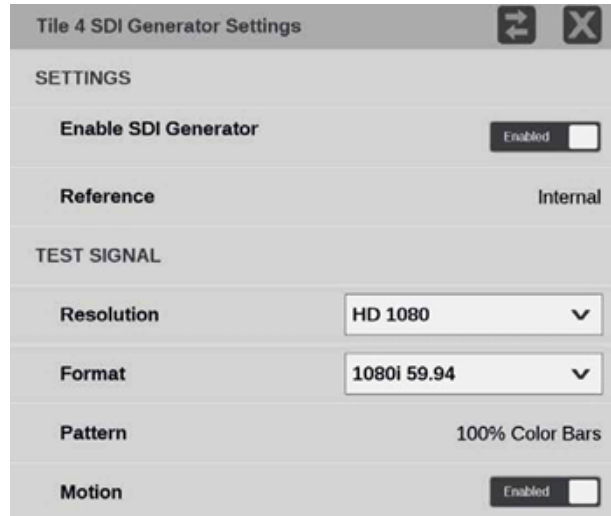 Tile 4 SDI Generator Settings
SETTINGS
Enable SDI Generator Enabled
Reference Internal
TEST SIGNAL
Resolution HD 1080
Format 1080i 59.94
Pattern 100% Color Bars
Motion Enabled